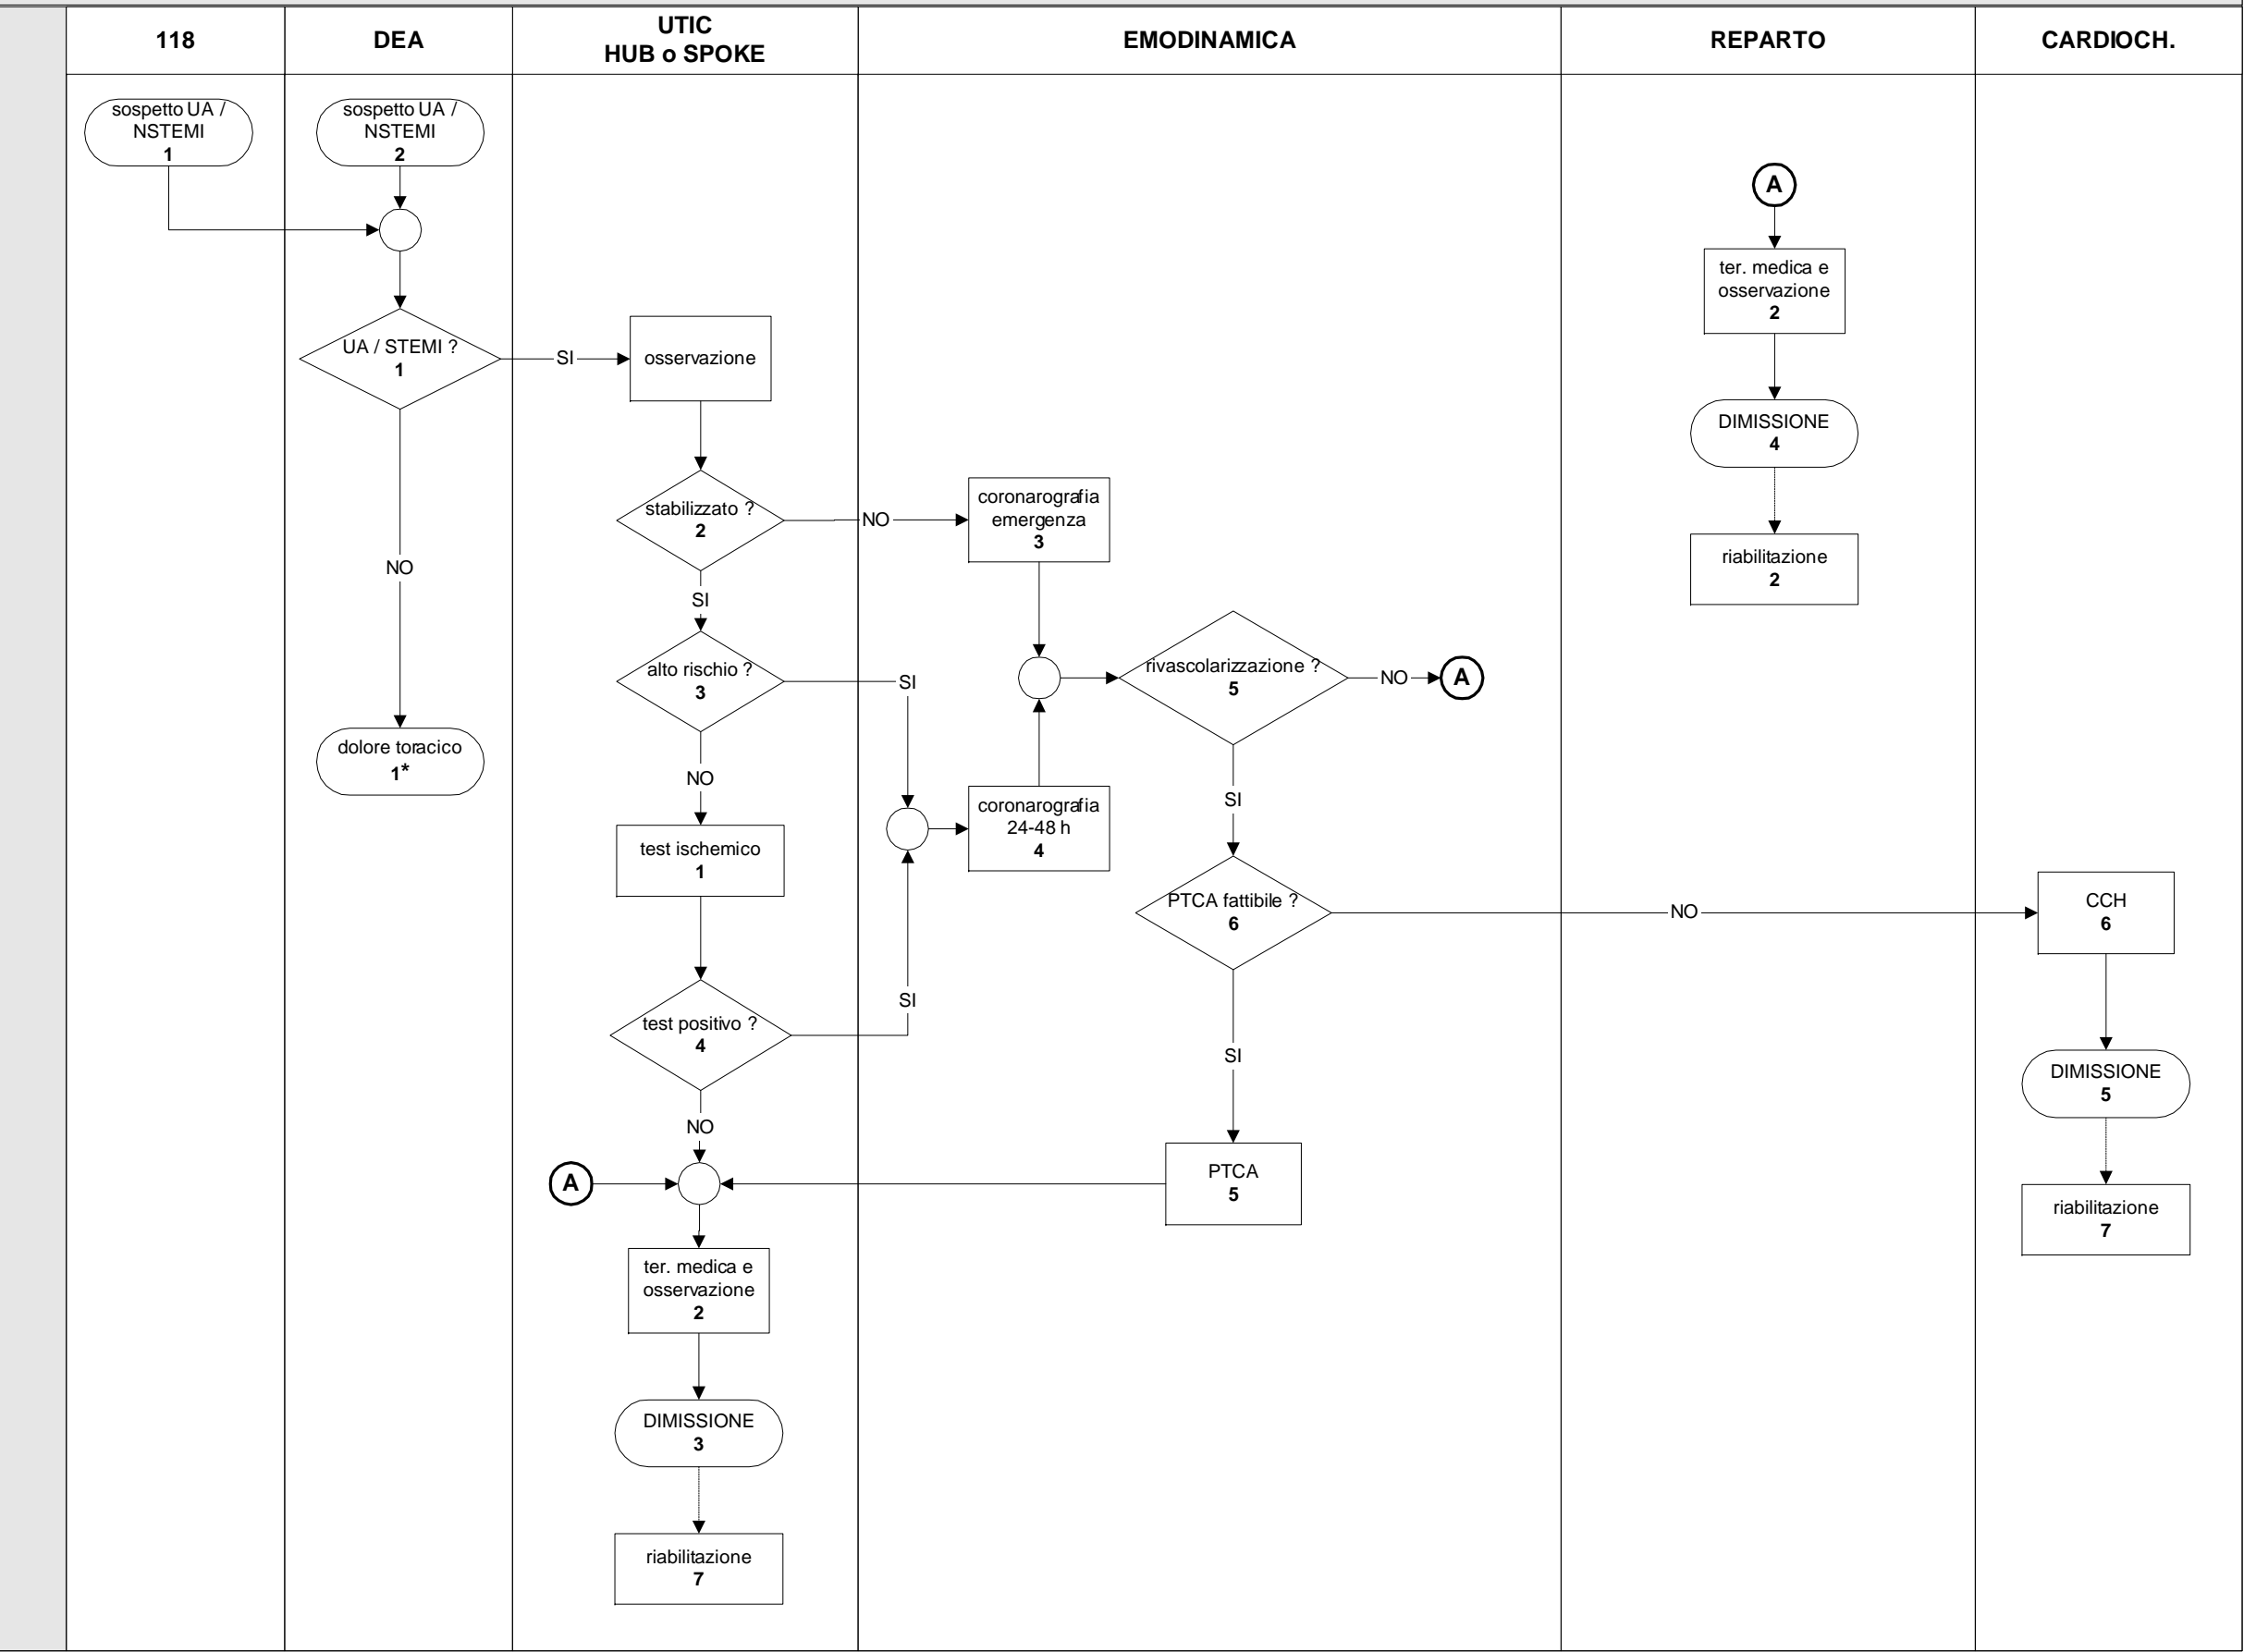 118
DEA
UTIC
HUB o SPOKE
EMODINAMICA
REPARTO
CARDIOCH.
sospetto UA /
NSTEMI
1
sospetto UA /
NSTEMI
2
UA / STEMI ?
1
SI
NO
dolore toracico
1*
osservazione
stabilizzato ?
2
NO
SI
alto rischio ?
3
SI
NO
test ischemico
1
test positivo ?
4
SI
NO
A
ter. medica e
osservazione
2
DIMISSIONE
3
riabilitazione
7
coronarografia
emergenza
3
coronarografia
24-48 h
4
rivascolarizzazione ?
5
NO
A
SI
PTCA fattibile ?
6
NO
SI
PTCA
5
A
ter. medica e
osservazione
2
DIMISSIONE
4
riabilitazione
2
CCH
6
DIMISSIONE
5
riabilitazione
7